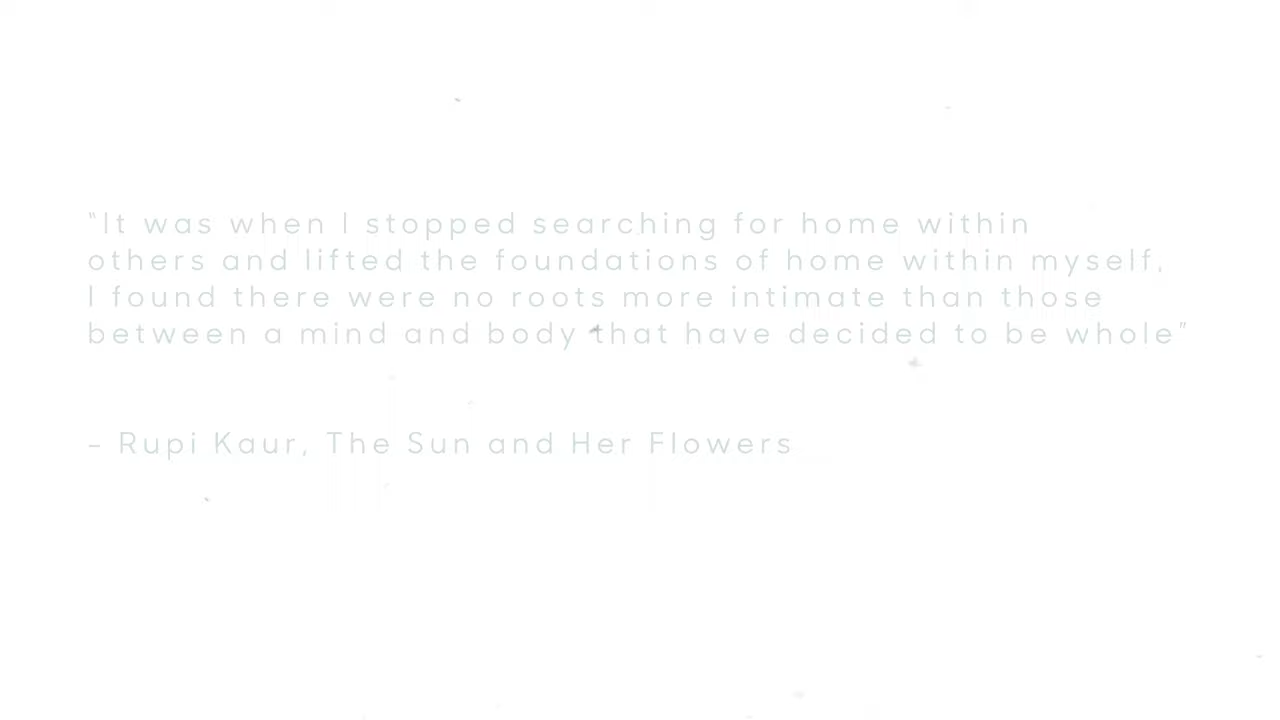 “It was when I stopped searching for home within
others and lifted the foundations of home within myself,
I found there were no roots more intimate than those
between a mind and body that have decided to be whole”
– Rupi Kaur, The Sun and Her Flowers